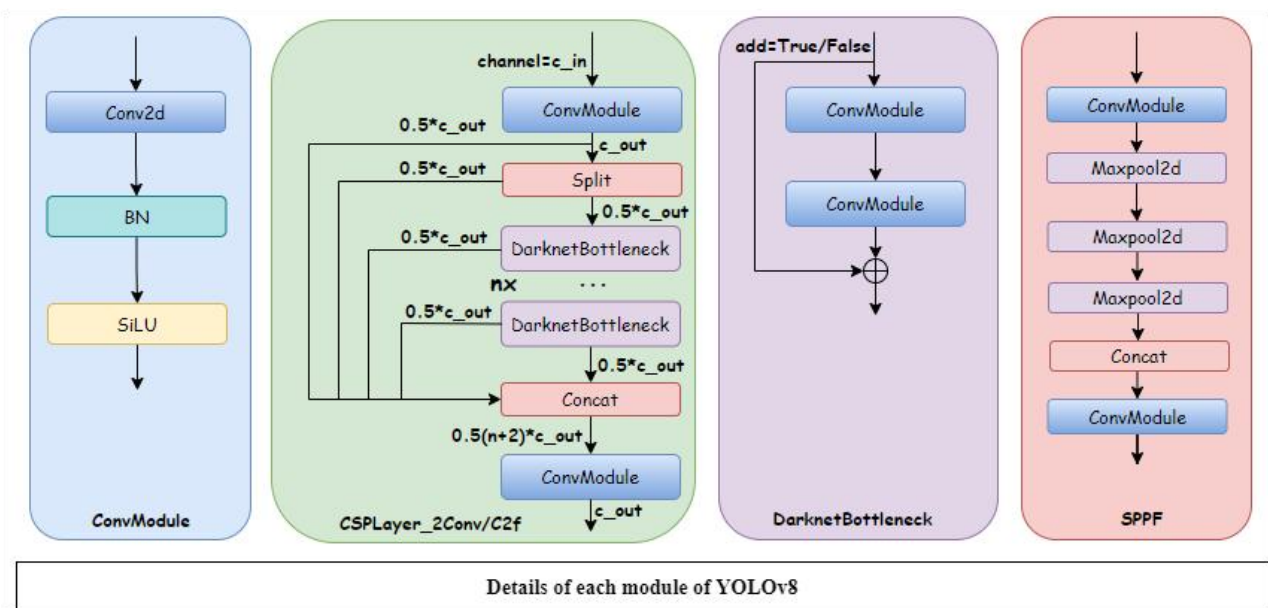 Conv2d
BN
SiLU
ConvModule
channel=c_in
ConvModule
0.5*c_out
c_out
0.5*c_out
Split
0.5*c_out
0.5*c_out
DarknetBottleneck
nx
...
0.5*c_out
DarknetBottleneck
0.5*c_out
Concat
0.5(n+2)*c_out
ConvModule
c_out
CSPLayer_2Conv/C2f
add=True/False
ConvModule
ConvModule
DarknetBottleneck
ConvModule
Maxpool2d
Maxpool2d
Maxpool2d
Concat
ConvModule
SPPF
Details of each module of YOLOv8